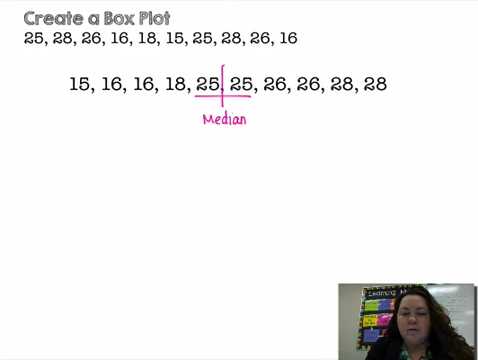 Create a Box Plot
25, 28, 26, 16, 18, 15, 25, 28, 26, 16
15, 16, 16, 18, 25, 25, 26, 26, 28, 28
Median
Learning